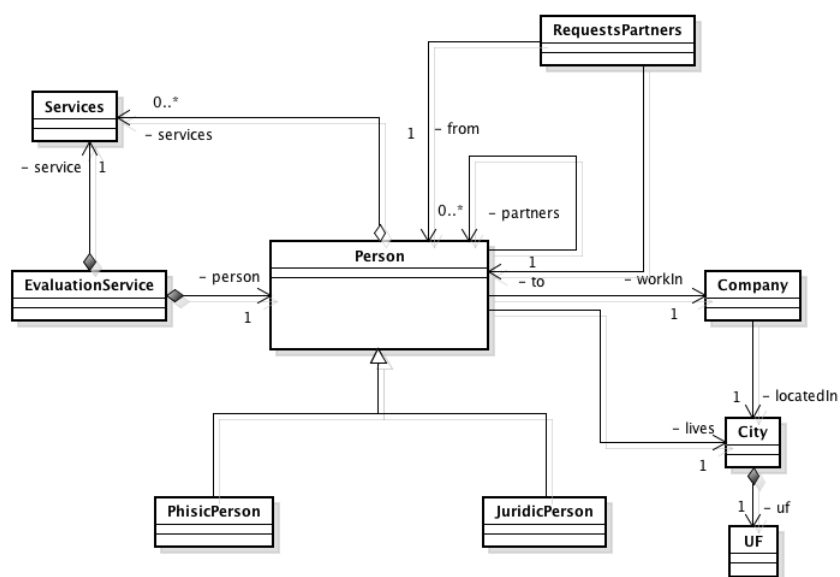 RequestsPartners
Services
0..*
- services
1
- from
- service
1
0..*
- partners
Person
1
- to
EvaluationService
- person
1
- workIn
1
Company
1
- locatedIn
- lives
1
City
1
- uf
PhisicPerson
JuridicPerson
UF